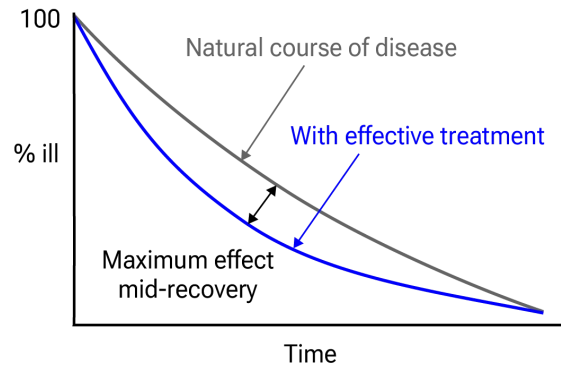 100
Natural course of disease
With effective treatment
% ill
Maximum effect
mid-recovery
Time